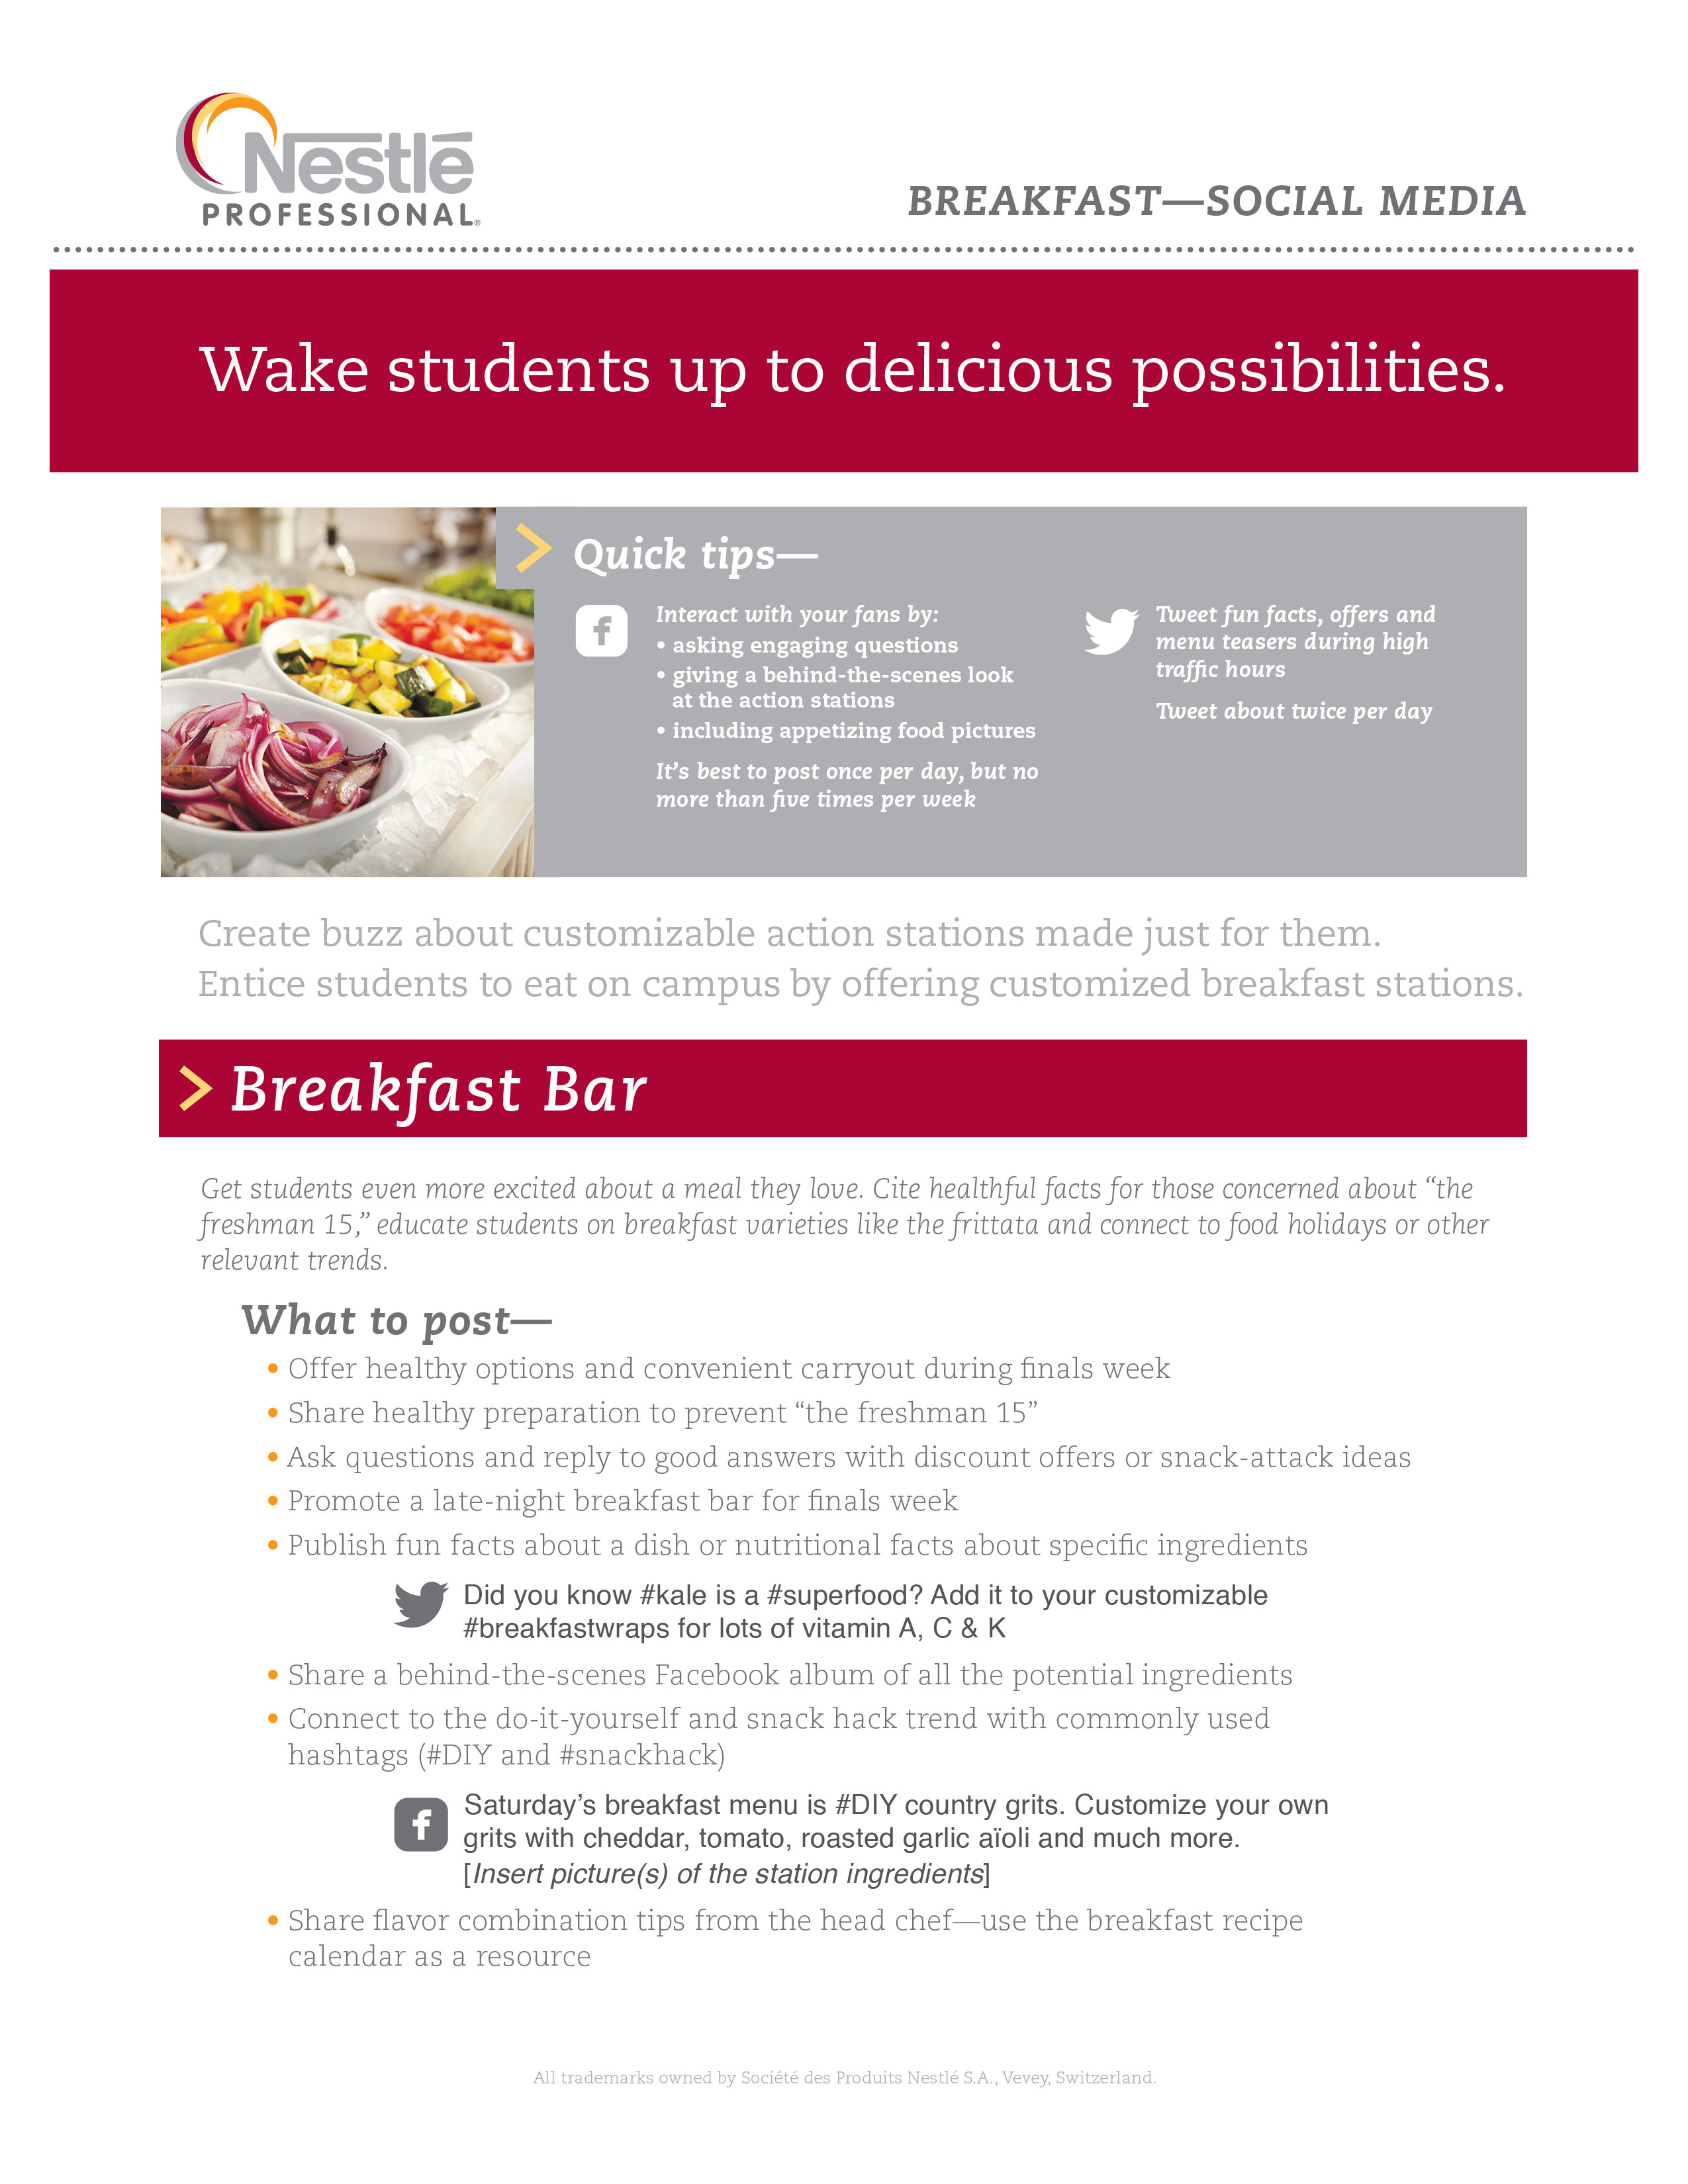 Nestlé
PROFESSIONAL®
BREAKFAST—SOCIAL MEDIA
Wake students up to delicious possibilities.
Quick tips—
Interact with your fans by:
• asking engaging questions
• giving a behind-the-scenes look
at the action stations
• including appetizing food pictures
It’s best to post once per day, but no
more than five times per week
Tweet fun facts, offers and
menu teasers during high
traffic hours
Tweet about twice per day
Create buzz about customizable action stations made just for them.
Entice students to eat on campus by offering customized breakfast stations.
Breakfast Bar
Get students even more excited about a meal they love. Cite healthful facts for those concerned about “the
freshman 15,” educate students on breakfast varieties like the frittata and connect to food holidays or other
relevant trends.
What to post—
• Offer healthy options and convenient carryout during finals week
• Share healthy preparation to prevent “the freshman 15”
• Ask questions and reply to good answers with discount offers or snack-attack ideas
• Promote a late-night breakfast bar for finals week
• Publish fun facts about a dish or nutritional facts about specific ingredients
Did you know #kale is a #superfood? Add it to your customizable
#breakfastwraps for lots of vitamin A, C & K
• Share a behind-the-scenes Facebook album of all the potential ingredients
• Connect to the do-it-yourself and snack hack trend with commonly used
hashtags (#DIY and #snackhack)
Saturday’s breakfast menu is #DIY country grits. Customize your own
grits with cheddar, tomato, roasted garlic aïoli and much more.
[Insert picture(s) of the station ingredients]
• Share flavor combination tips from the head chef—use the breakfast recipe
calendar as a resource
All trademarks owned by Société des Produits Nestlé S.A., Vevey, Switzerland.